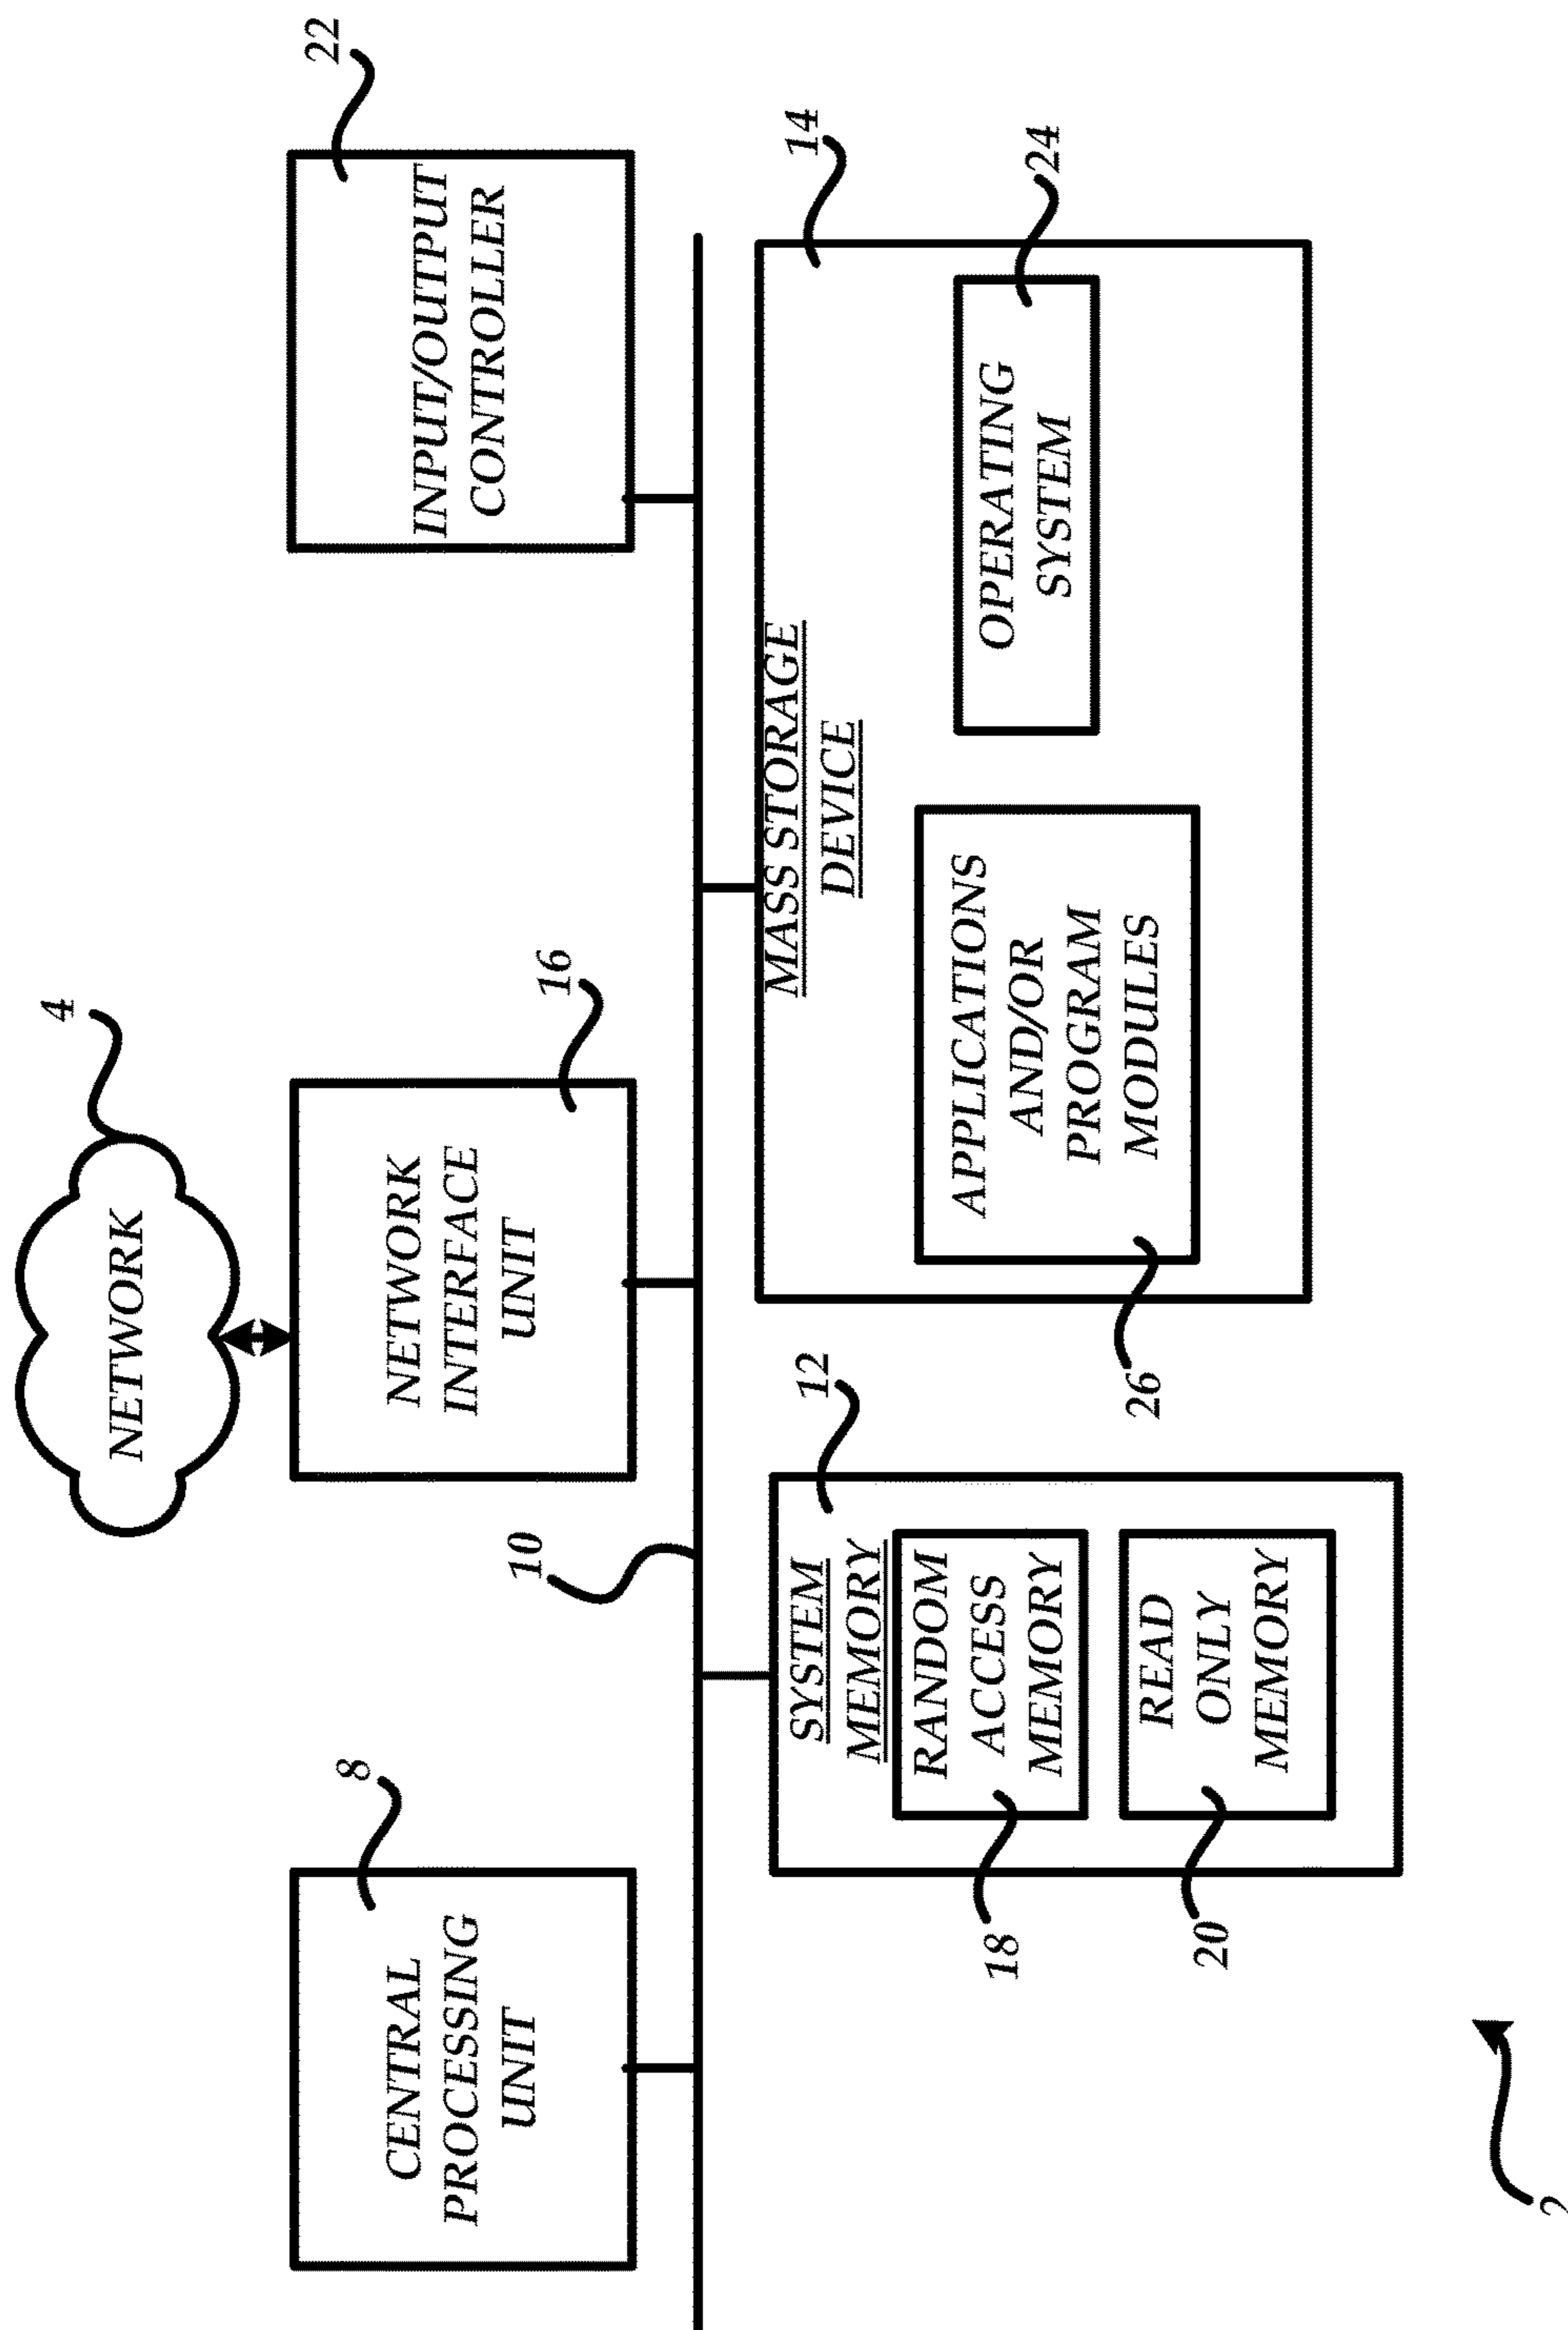 4
NETWORK
8
CENTRAL
PROCESSING
UNIT
16
NETWORK
INTERFACE
UNIT
22
INPUT/OUTPUT
CONTROLLER
10
12
SYSTEM
MEMORY
RANDOM
ACCESS
MEMORY
18
READ
ONLY
MEMORY
20
14
MASS STORAGE
DEVICE
24
OPERATING
SYSTEM
APPLICATIONS
AND/OR
PROGRAM
MODULES
26
2